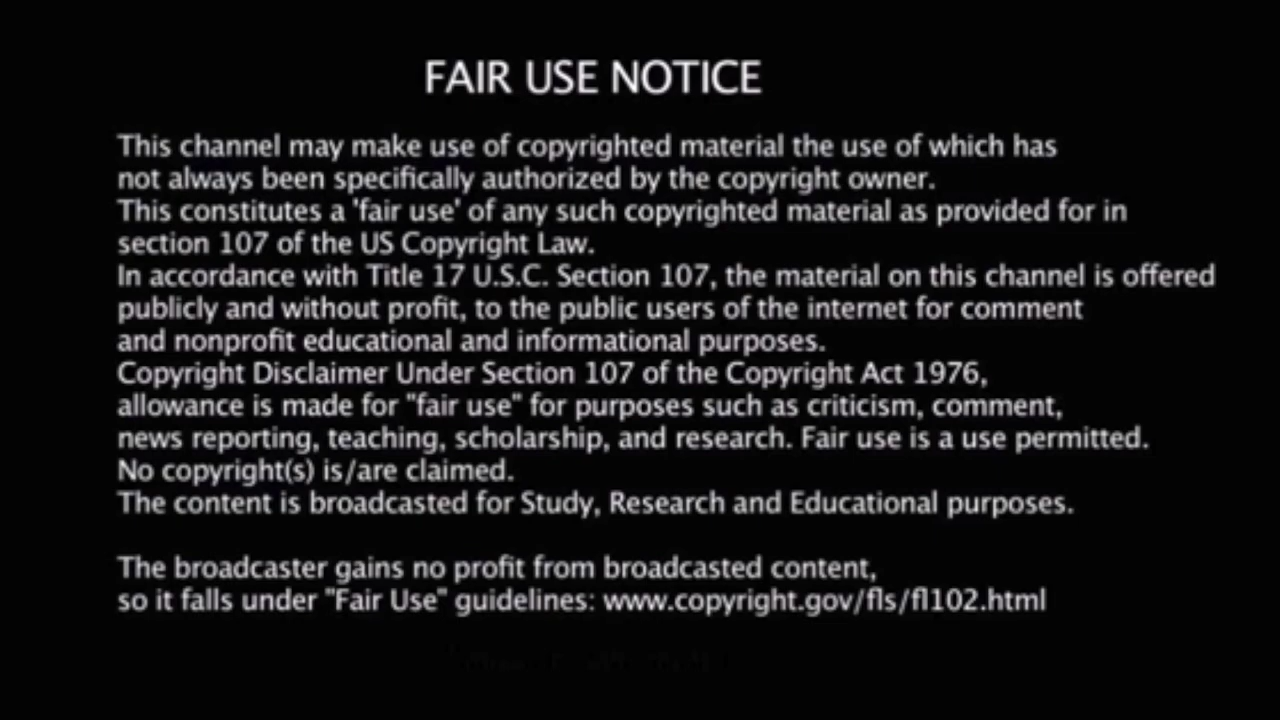 FAIR USE NOTICE
This channel may make use of copyrighted material the use of which has
not always been specifically authorized by the copyright owner.
This constitutes a 'fair use' of any such copyrighted material as provided for in
section 107 of the US Copyright Law.
In accordance with Title 17 U.S.C. Section 107, the material on this channel is offered
publicly and without profit, to the public users of the internet for comment
and nonprofit educational and informational purposes.
Copyright Disclaimer Under Section 107 of the Copyright Act 1976,
allowance is made for "fair use" for purposes such as criticism, comment,
news reporting, teaching, scholarship, and research. Fair use is a use permitted.
No copyright(s) is/are claimed.
The content is broadcasted for Study, Research and Educational purposes.
The broadcaster gains no profit from broadcasted content,
so it falls under "Fair Use" guidelines: www.copyright.gov/fls/fl102.html